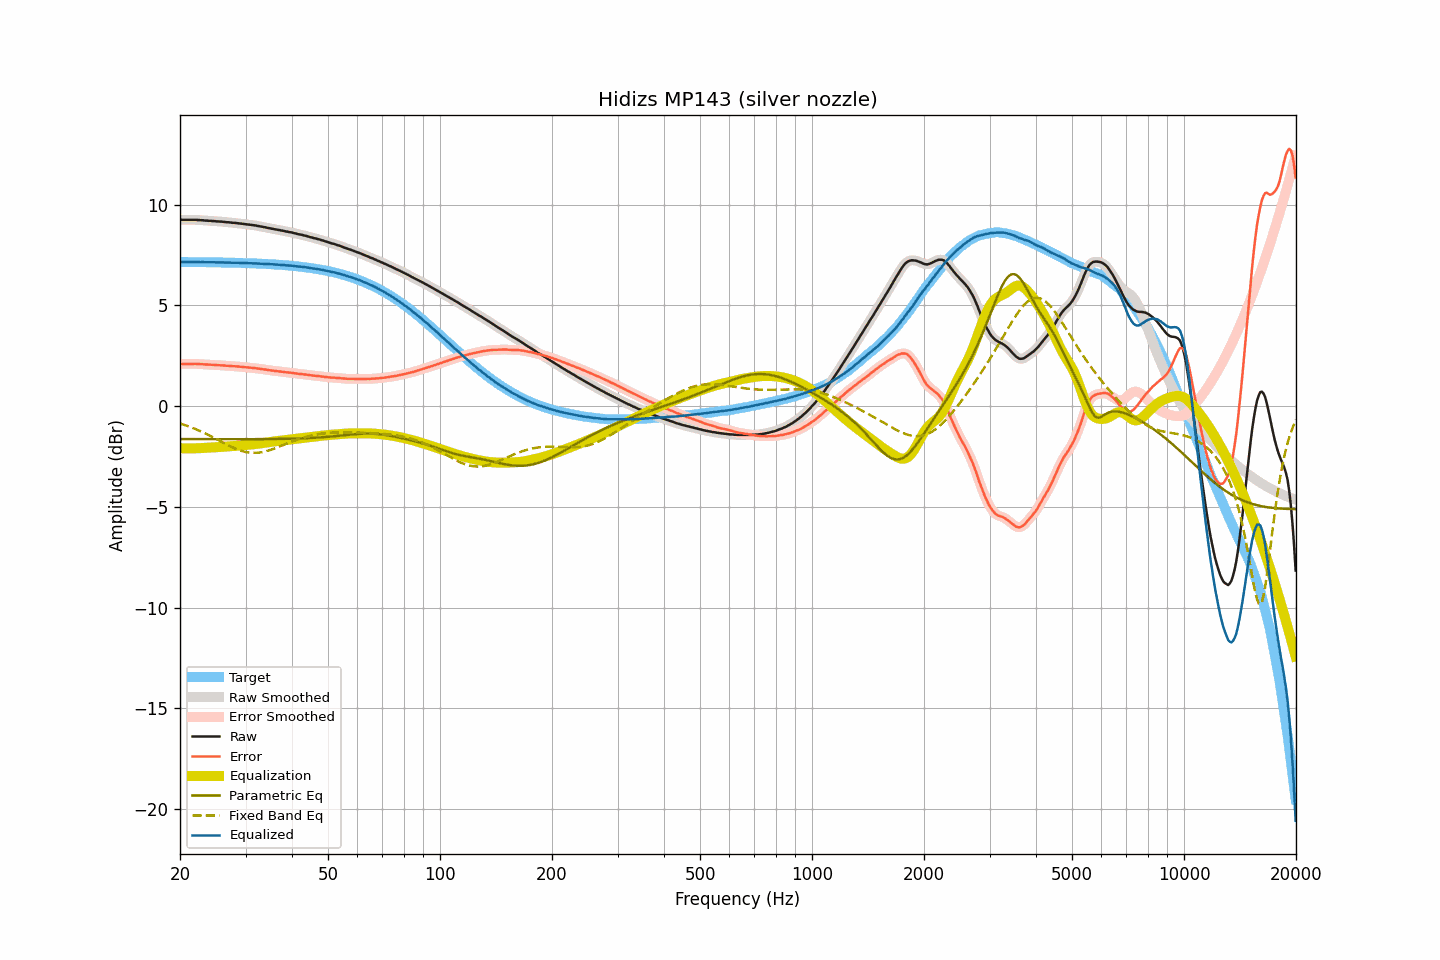 Hidizs MP143 (silver nozzle)
10
5
0
−5
−10
−15
−20
Amplitude (dBr)
Target
Raw Smoothed
Error Smoothed
Raw
Error
Equalization
Parametric Eq
Fixed Band Eq
Equalized
20 50 100 200 500 1000 2000 5000 10000 20000
Frequency (Hz)